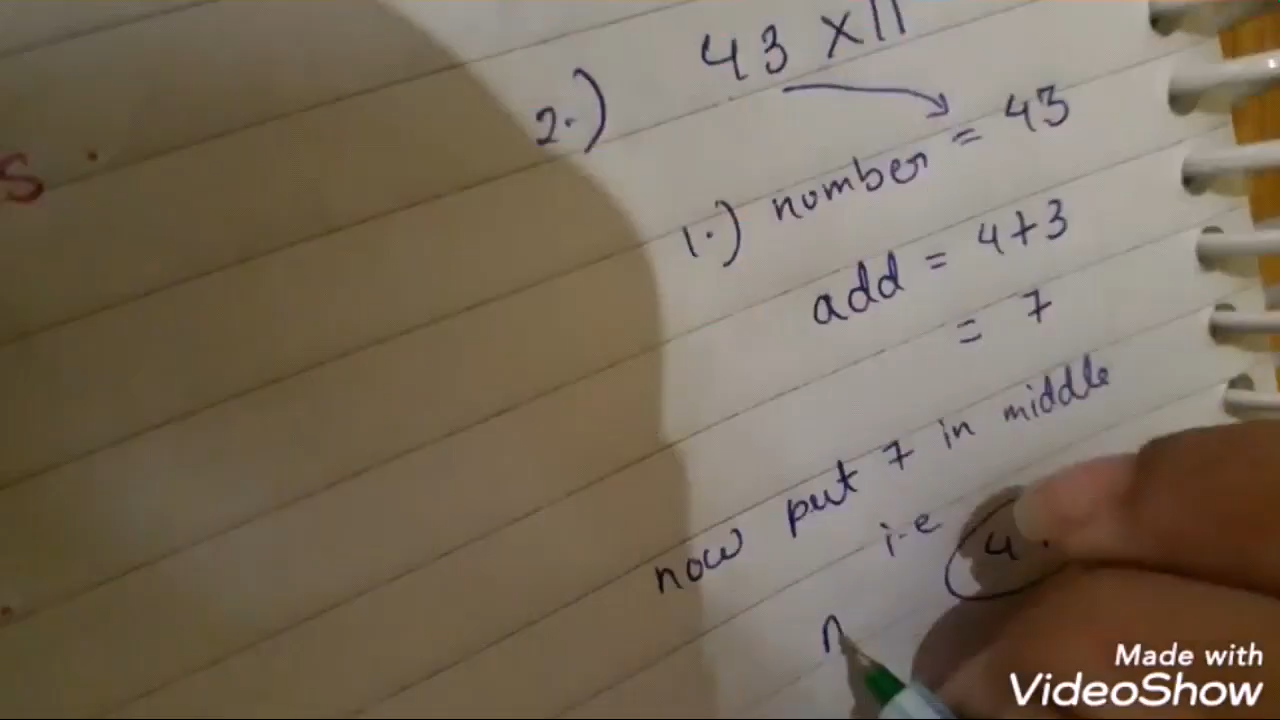 s.
2.) 43 x 11
1.) number = 43
add = 4+3
= 7
now put 7 in middle
i.e 4
Made with
VideoShow